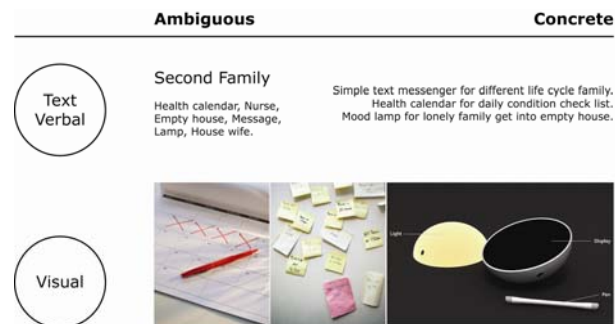 Ambiguous
Concrete
Text
Verbal
Second Family
Health calendar, Nurse,
Empty house, Message,
Lamp, House wife.
Simple text messenger for different life cycle family.
Health calendar for daily condition check list.
Mood lamp for lonely family get into empty house.
Visual
Light
Display
Pen